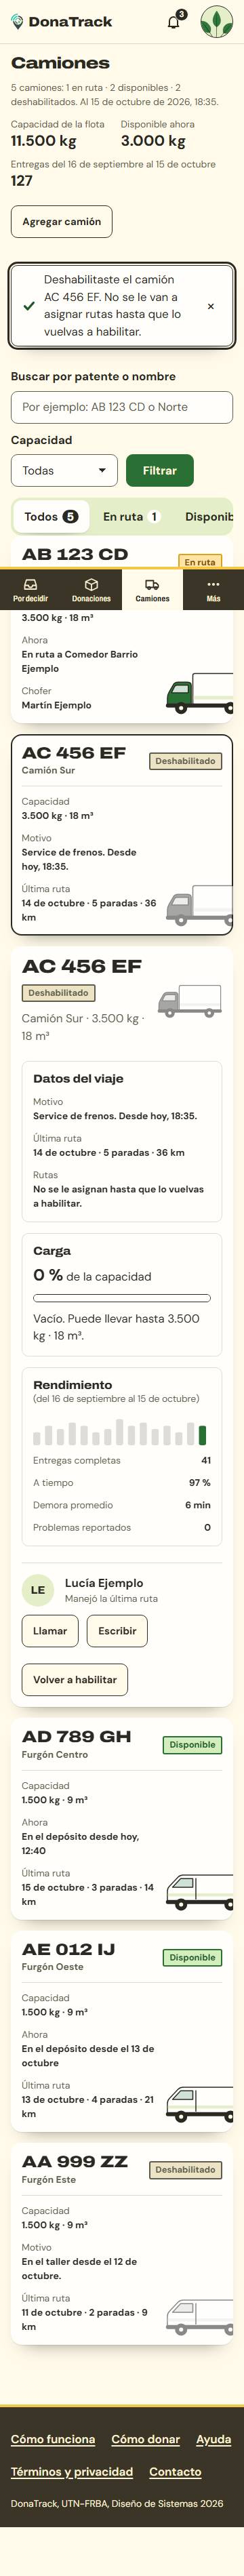 DonaTrack
3
Camiones
5 camiones: 1 en ruta · 2 disponibles · 2
deshabilitados. Al 15 de octubre de 2026, 18:35.
Capacidad de la flota
11.500 kg
Disponible ahora
3.000 kg
Entregas del 16 de septiembre al 15 de octubre
127
Agregar camión
Deshabilitaste el camión
AC 456 EF. No se le van a
asignar rutas hasta que lo
vuelvas a habilitar.
×
Buscar por patente o nombre
Por ejemplo: AB 123 CD o Norte
Capacidad
Todas
Filtrar
Todos 5
En ruta 1
Disponib
AB 123 CD
En ruta
Por decidir
Donaciones
Camiones
Más
3.500 kg · 18 m³
Ahora
En ruta a Comedor Barrio
Ejemplo
Chofer
Martín Ejemplo
AC 456 EF
Deshabilitado
Camión Sur
Capacidad
3.500 kg · 18 m³
Motivo
Service de frenos. Desde
hoy, 18:35.
Última ruta
14 de octubre · 5 paradas · 36
km
AC 456 EF
Deshabilitado
Camión Sur · 3.500 kg ·
18 m³
Datos del viaje
Motivo
Service de frenos. Desde hoy, 18:35.
Última ruta
14 de octubre · 5 paradas · 36 km
Rutas
No se le asignan hasta que lo vuelvas
a habilitar.
Carga
0 % de la capacidad
Vacío. Puede llevar hasta 3.500
kg · 18 m³.
Rendimiento
(del 16 de septiembre al 15 de octubre)
Entregas completas 41
A tiempo 97 %
Demora promedio 6 min
Problemas reportados 0
LE
Lucía Ejemplo
Manejó la última ruta
Llamar
Escribir
Volver a habilitar
AD 789 GH
Disponible
Furgón Centro
Capacidad
1.500 kg · 9 m³
Ahora
En el depósito desde hoy,
12:40
Última ruta
15 de octubre · 3 paradas · 14
km
AE 012 IJ
Disponible
Furgón Oeste
Capacidad
1.500 kg · 9 m³
Ahora
En el depósito desde el 13 de
octubre
Última ruta
13 de octubre · 4 paradas · 21
km
AA 999 ZZ
Deshabilitado
Furgón Este
Capacidad
1.500 kg · 9 m³
Motivo
En el taller desde el 12 de
octubre.
Última ruta
11 de octubre · 2 paradas · 9
km
Cómo funciona
Cómo donar
Ayuda
Términos y privacidad
Contacto
DonaTrack, UTN-FRBA, Diseño de Sistemas 2026